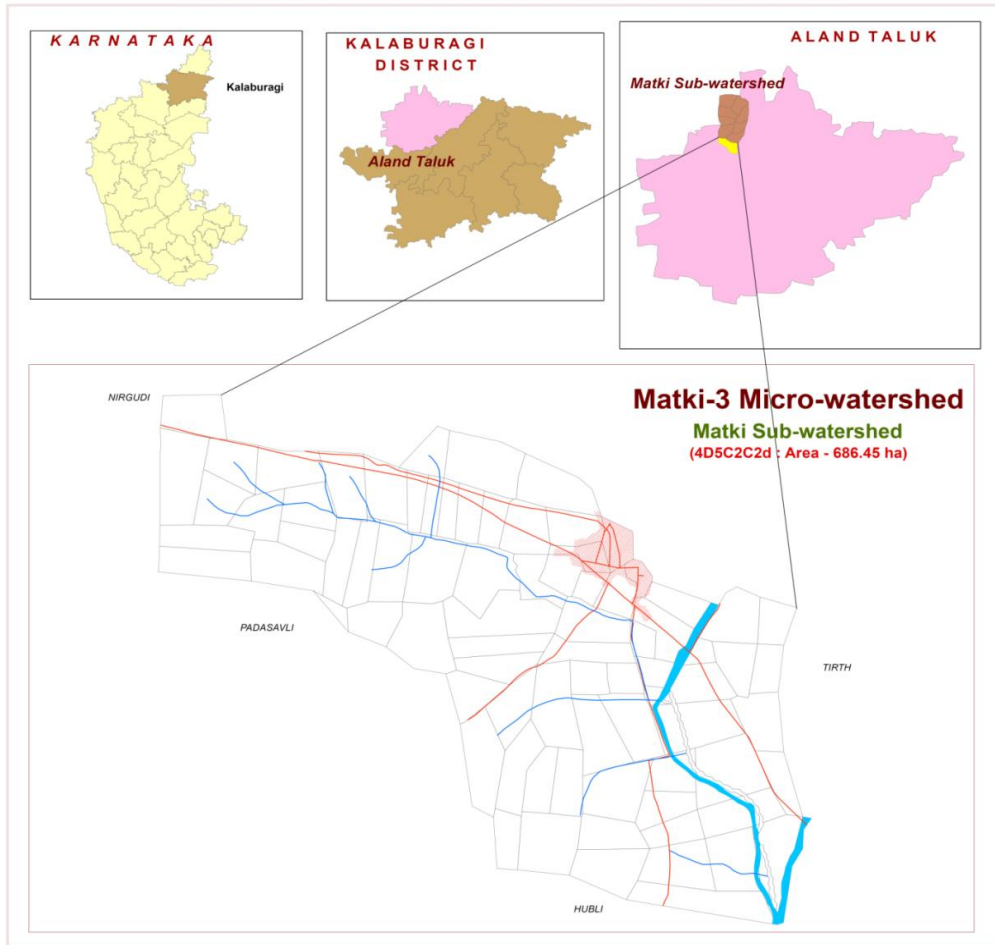 KARNATAKA
Kalaburagi
KALABURAGI
DISTRICT
Aland Taluk
ALAND TALUK
Matki Sub-watershed
Matki-3 Micro-watershed
Matki Sub-watershed
(4D5C2C2d : Area - 686.45 ha)
NIRGUDI
PADASAVLI
TIRTH
HUBLI